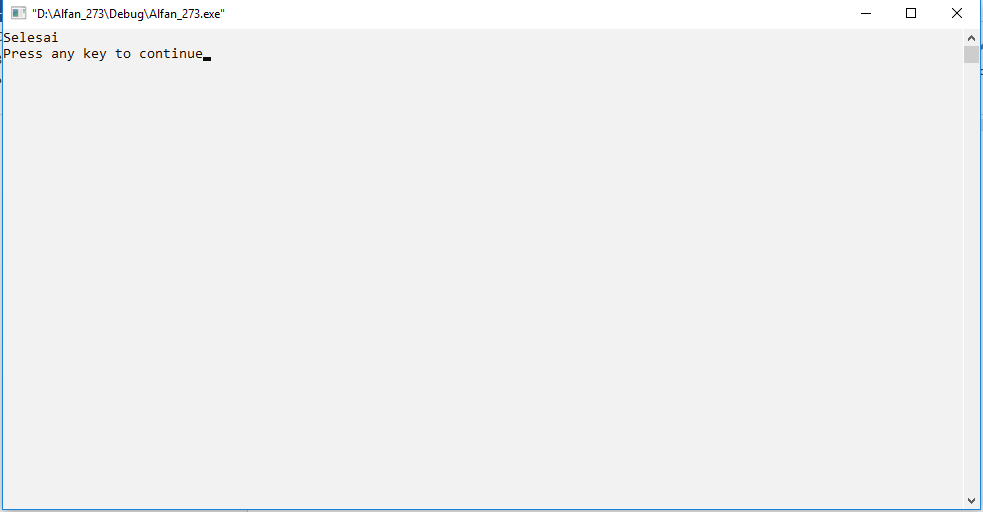 "D:\Alfan_273\Debug\Alfan_273.exe"
Selesai
Press any key to continue